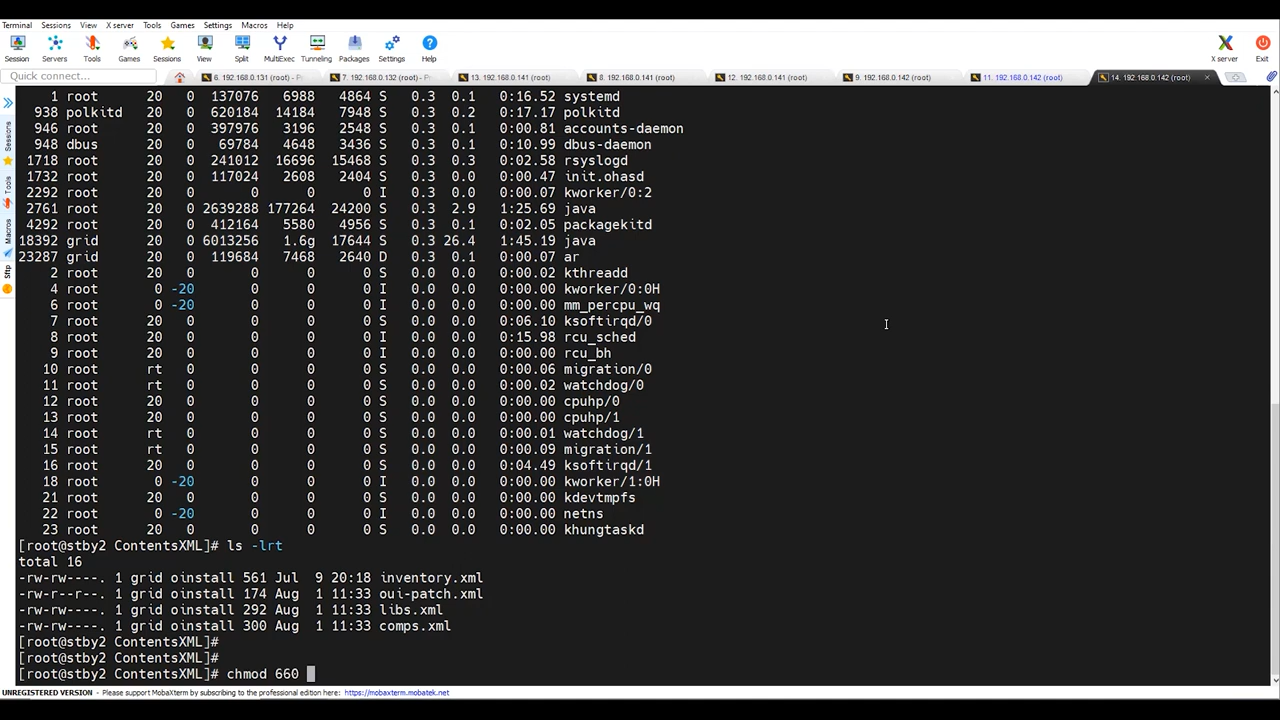 Terminal Sessions View X server Tools Games Settings Macros Help
Session Servers Tools Games Sessions View Split MultiExec Tunneling Packages Settings Help X server Exit
Quick connect... 6. 192.168.0.131 (root) 7. 192.168.0.132 (root) 13. 192.168.0.141 (root) 8. 192.168.0.141 (root) 12. 192.168.0.141 (root) 9. 192.168.0.142 (root) 11. 192.168.0.142 (root) 14. 192.168.0.142 (root)
Sessions
Tools
Macros
Sftp
1 root 20 0 137076 6988 4864 S 0.3 0.1 0:16.52 systemd
938 polkitd 20 0 620184 14184 7948 S 0.3 0.2 0:17.17 polkitd
946 root 20 0 397976 3196 2548 S 0.3 0.1 0:00.81 accounts-daemon
948 dbus 20 0 69784 4648 3436 S 0.3 0.1 0:10.99 dbus-daemon
1718 root 20 0 241012 16696 15468 S 0.3 0.3 0:02.58 rsyslogd
1732 root 20 0 117024 2608 2404 S 0.3 0.0 0:00.47 init.ohasd
2292 root 20 0 0 0 0 I 0.3 0.0 0:00.07 kworker/0:2
2761 root 20 0 2639288 177264 24200 S 0.3 2.9 1:25.69 java
4292 root 20 0 412164 5580 4956 S 0.3 0.1 0:02.05 packagekitd
18392 grid 20 0 6013256 1.6g 17644 S 0.3 26.4 1:45.19 java
23287 grid 20 0 119684 7468 2640 D 0.3 0.1 0:00.07 ar
2 root 20 0 0 0 0 S 0.0 0.0 0:00.02 kthreadd
4 root 0 -20 0 0 0 I 0.0 0.0 0:00.00 kworker/0:0H
6 root 0 -20 0 0 0 I 0.0 0.0 0:00.00 mm_percpu_wq
7 root 20 0 0 0 0 S 0.0 0.0 0:06.10 ksoftirqd/0
8 root 20 0 0 0 0 I 0.0 0.0 0:15.98 rcu_sched
9 root 20 0 0 0 0 I 0.0 0.0 0:00.00 rcu_bh
10 root rt 0 0 0 0 S 0.0 0.0 0:00.06 migration/0
11 root rt 0 0 0 0 S 0.0 0.0 0:00.02 watchdog/0
12 root 20 0 0 0 0 S 0.0 0.0 0:00.00 cpuhp/0
13 root 20 0 0 0 0 S 0.0 0.0 0:00.00 cpuhp/1
14 root rt 0 0 0 0 S 0.0 0.0 0:00.01 watchdog/1
15 root rt 0 0 0 0 S 0.0 0.0 0:00.09 migration/1
16 root 20 0 0 0 0 S 0.0 0.0 0:04.49 ksoftirqd/1
18 root 0 -20 0 0 0 I 0.0 0.0 0:00.00 kworker/1:0H
21 root 20 0 0 0 0 S 0.0 0.0 0:00.00 kdevtmpfs
22 root 0 -20 0 0 0 I 0.0 0.0 0:00.00 netns
23 root 20 0 0 0 0 S 0.0 0.0 0:00.00 khungtaskd
[root@stby2 ContentsXML]# ls -lrt
total 16
-rw-rw----. 1 grid oinstall 561 Jul 9 20:18 inventory.xml
-rw-r--r--. 1 grid oinstall 174 Aug 1 11:33 oui-patch.xml
-rw-rw----. 1 grid oinstall 292 Aug 1 11:33 libs.xml
-rw-rw----. 1 grid oinstall 300 Aug 1 11:33 comps.xml
[root@stby2 ContentsXML]#
[root@stby2 ContentsXML]#
[root@stby2 ContentsXML]# chmod 660
UNREGISTERED VERSION - Please support MobaXterm by subscribing to the professional edition here: https://mobaxterm.mobatek.net